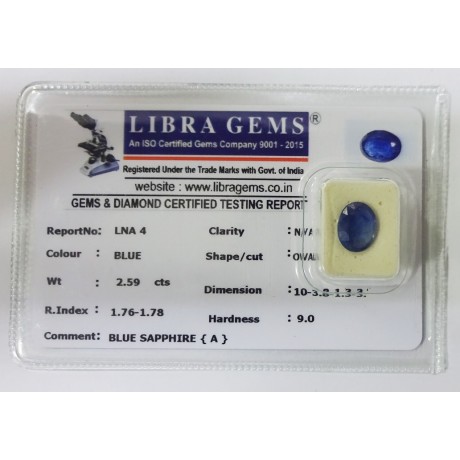 LIBRA GEMS ®
An ISO Certified Gems Company 9001 - 2015
Registered Under the Trade Marks with Govt. of India
website : www.libragems.co.in
GEMS & DIAMOND CERTIFIED TESTING REPORT
ReportNo: LNA 4 Clarity :
Colour : BLUE Shape/cut :
Wt : 2.59 cts Dimension :
R.Index : 1.76-1.78 Hardness : 9.0
Comment: BLUE SAPPHIRE { A }